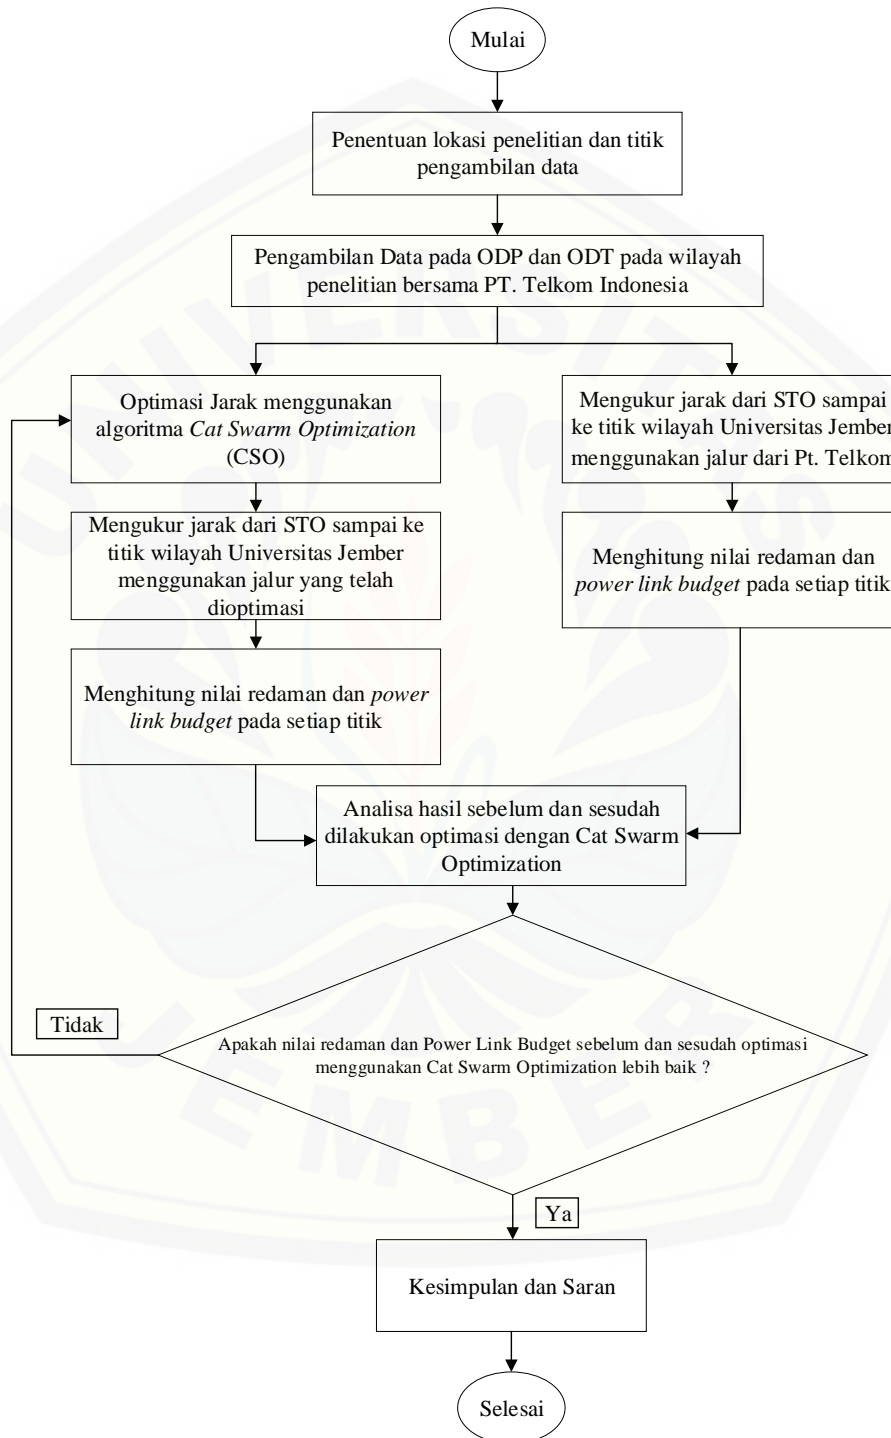 Mulai
Penentuan lokasi penelitian dan titik
pengambilan data
Pengambilan Data pada ODP dan ODT pada wilayah
penelitian bersama PT. Telkom Indonesia
Optimasi Jarak menggunakan
algoritma Cat Swarm Optimization
(CSO)
Mengukur jarak dari STO sampai
ke titik wilayah Universitas Jember
menggunakan jalur dari Pt. Telkom
Mengukur jarak dari STO sampai ke
titik wilayah Universitas Jember
menggunakan jalur yang telah
dioptimasi
Menghitung nilai redaman dan
power link budget pada setiap titik
Menghitung nilai redaman dan power
link budget pada setiap titik
Analisa hasil sebelum dan sesudah
dilakukan optimasi dengan Cat Swarm
Optimization
Tidak
Apakah nilai redaman dan Power Link Budget sebelum dan sesudah optimasi
menggunakan Cat Swarm Optimization lebih baik ?
Ya
Kesimpulan dan Saran
Selesai
UNIVERSITAS
JEMBER